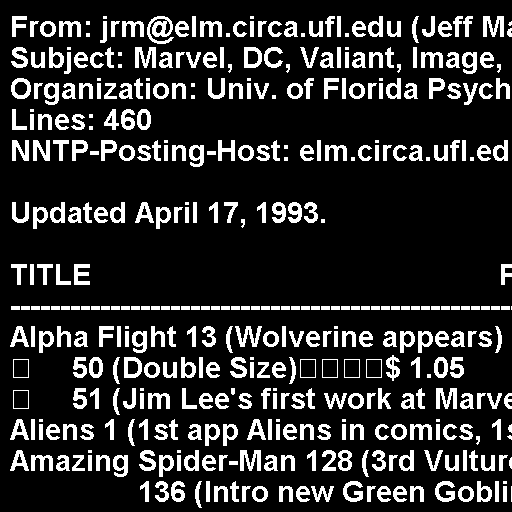 From: jrm@elm.circa.ufl.edu (Jeff Ma
Subject: Marvel, DC, Valiant, Image,
Organization: Univ. of Florida Psych
Lines: 460
NNTP-Posting-Host: elm.circa.ufl.ed
Updated April 17, 1993.
TITLE F
----------------------------------------------------------------
Alpha Flight 13 (Wolverine appears)
□ 50 (Double Size)□□□□$ 1.05
□ 51 (Jim Lee's first work at Marve
Aliens 1 (1st app Aliens in comics, 1s
Amazing Spider-Man 128 (3rd Vulture
136 (Intro new Green Goblin